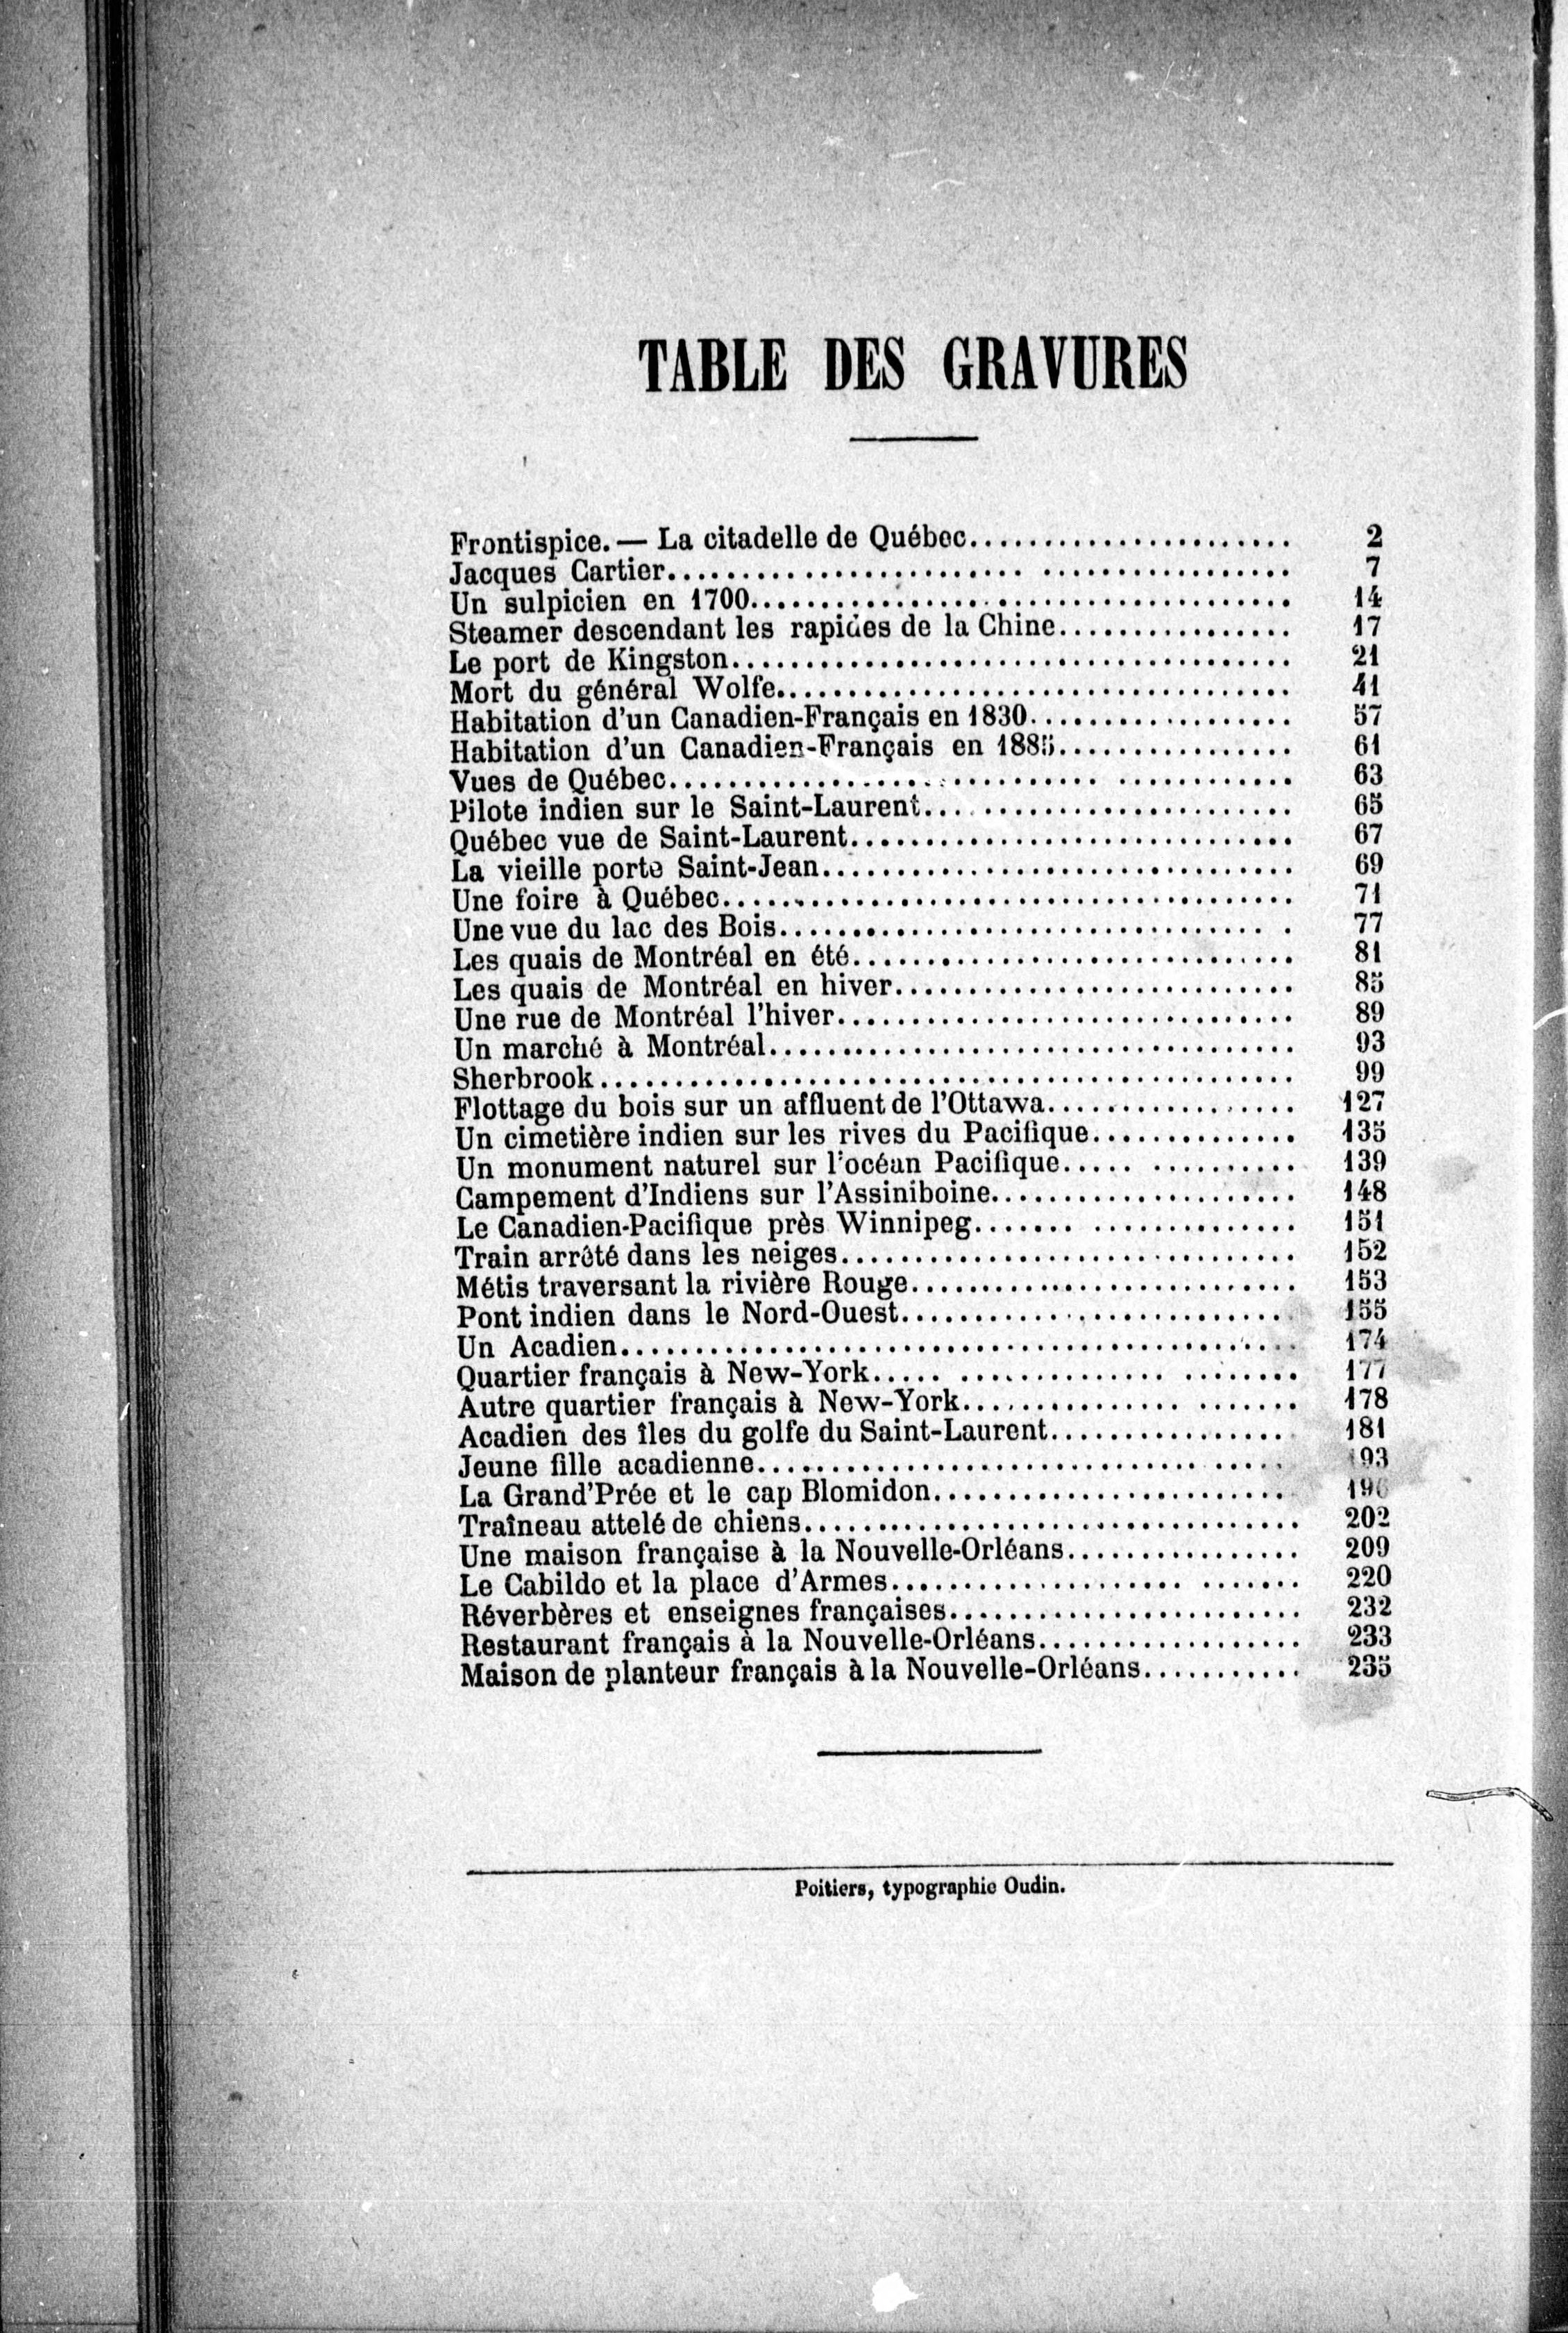 TABLE DES GRAVURES
Frontispice. — La citadelle de Québec...................... 2
Jacques Cartier......................................... 7
Un sulpicien en 1700..................................... 14
Steamer descendant les rapides de la Chine................ 17
Le port de Kingston...................................... 21
Mort du général Wolfe................................... 41
Habitation d'un Canadien-Français en 1830.................. 57
Habitation d'un Canadien-Français en 1885................ 61
Vues de Québec.......................................... 63
Pilote indien sur le Saint-Laurent......................... 65
Québec vue de Saint-Laurent.............................. 67
La vieille porte Saint-Jean................................ 69
Une foire à Québec....................................... 71
Une vue du lac des Bois................................... 77
Les quais de Montréal en été.............................. 81
Les quais de Montréal en hiver............................ 85
Une rue de Montréal l'hiver............................... 89
Un marché à Montréal.................................... 93
Sherbrook............................................... 99
Flottage du bois sur un affluent de l'Ottawa................. 127
Un cimetière indien sur les rives du Pacifique.............. 135
Un monument naturel sur l'océan Pacifique..... .......... 139
Campement d'Indiens sur l'Assiniboine..................... 148
Le Canadien-Pacifique près Winnipeg....... .............. 151
Train arrêté dans les neiges............................... 152
Métis traversant la rivière Rouge.......................... 153
Pont indien dans le Nord-Ouest........................... 155
Un Acadien.............................................. 174
Quartier français à New-York..... .............. ........ 177
Autre quartier français à New-York............... ....... 178
Acadien des îles du golfe du Saint-Laurent................ 181
Jeune fille acadienne.............................. ..... 193
La Grand'Prée et le cap Blomidon........................ 196
Traîneau attelé de chiens.................................. 202
Une maison française à la Nouvelle-Orléans................ 209
Le Cabildo et la place d'Armes.................... ....... 220
Réverbères et enseignes françaises........................ 232
Restaurant français à la Nouvelle-Orléans.................. 233
Maison de planteur français à la Nouvelle-Orléans........... 235
Poitiers, typographie Oudin.